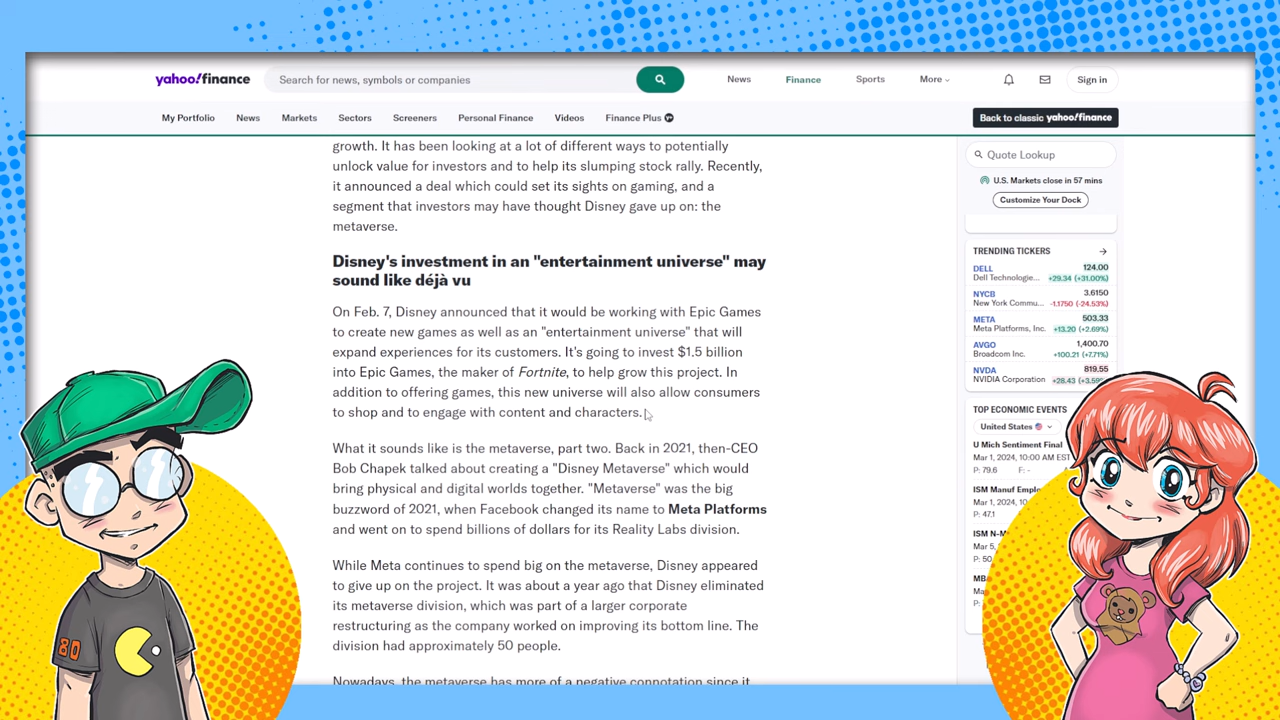 yahoo!finance
Search for news, symbols or companies
News
Finance
Sports
More
Sign in
My Portfolio
News
Markets
Sectors
Screeners
Personal Finance
Videos
Finance Plus
Back to classic yahoo!finance
growth. It has been looking at a lot of different ways to potentially
unlock value for investors and to help its slumping stock rally. Recently,
it announced a deal which could set its sights on gaming, and a
segment that investors may have thought Disney gave up on: the
metaverse.
Disney's investment in an "entertainment universe" may
sound like déjà vu
On Feb. 7, Disney announced that it would be working with Epic Games
to create new games as well as an "entertainment universe" that will
expand experiences for its customers. It's going to invest $1.5 billion
into Epic Games, the maker of Fortnite, to help grow this project. In
addition to offering games, this new universe will also allow consumers
to shop and to engage with content and characters.
What it sounds like is the metaverse, part two. Back in 2021, then-CEO
Bob Chapek talked about creating a "Disney Metaverse" which would
bring physical and digital worlds together. "Metaverse" was the big
buzzword of 2021, when Facebook changed its name to Meta Platforms
and went on to spend billions of dollars for its Reality Labs division.
While Meta continues to spend big on the metaverse, Disney appeared
to give up on the project. It was about a year ago that Disney eliminated
its metaverse division, which was part of a larger corporate
restructuring as the company worked on improving its bottom line. The
division had approximately 50 people.
Nowadays, the metaverse has more of a negative connotation since it
Quote Lookup
U.S. Markets close in 57 mins
Customize Your Dock
TRENDING TICKERS
DELL 124.00
Dell Technologie... +29.34 (+31.00%)
NYCB 3.6150
New York Commu... -1.1750 (-24.53%)
META 503.33
Meta Platforms, Inc. +13.20 (+2.69%)
AVGO 1,400.70
Broadcom Inc. +100.21 (+7.71%)
NVDA 819.55
NVIDIA Corporation +28.43 (+3.59%
TOP ECONOMIC EVENTS
United States
U Mich Sentiment Final
Mar 1, 2024, 10:00 AM EST
P: 79.6 F: -
ISM Manuf Emplo
Mar 1, 202
P: 47.1
ISM N-M
Mar 5,
P: 50
MB
Ma
P:
80